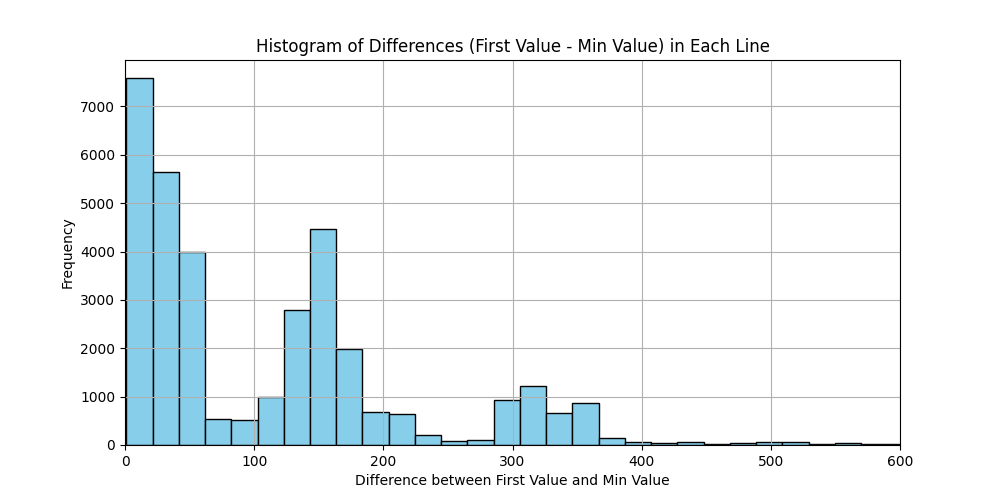 Histogram of Differences (First Value - Min Value) in Each Line
7000
6000
5000
4000
3000
2000
1000
0
Frequency
0 100 200 300 400 500 600
Difference between First Value and Min Value